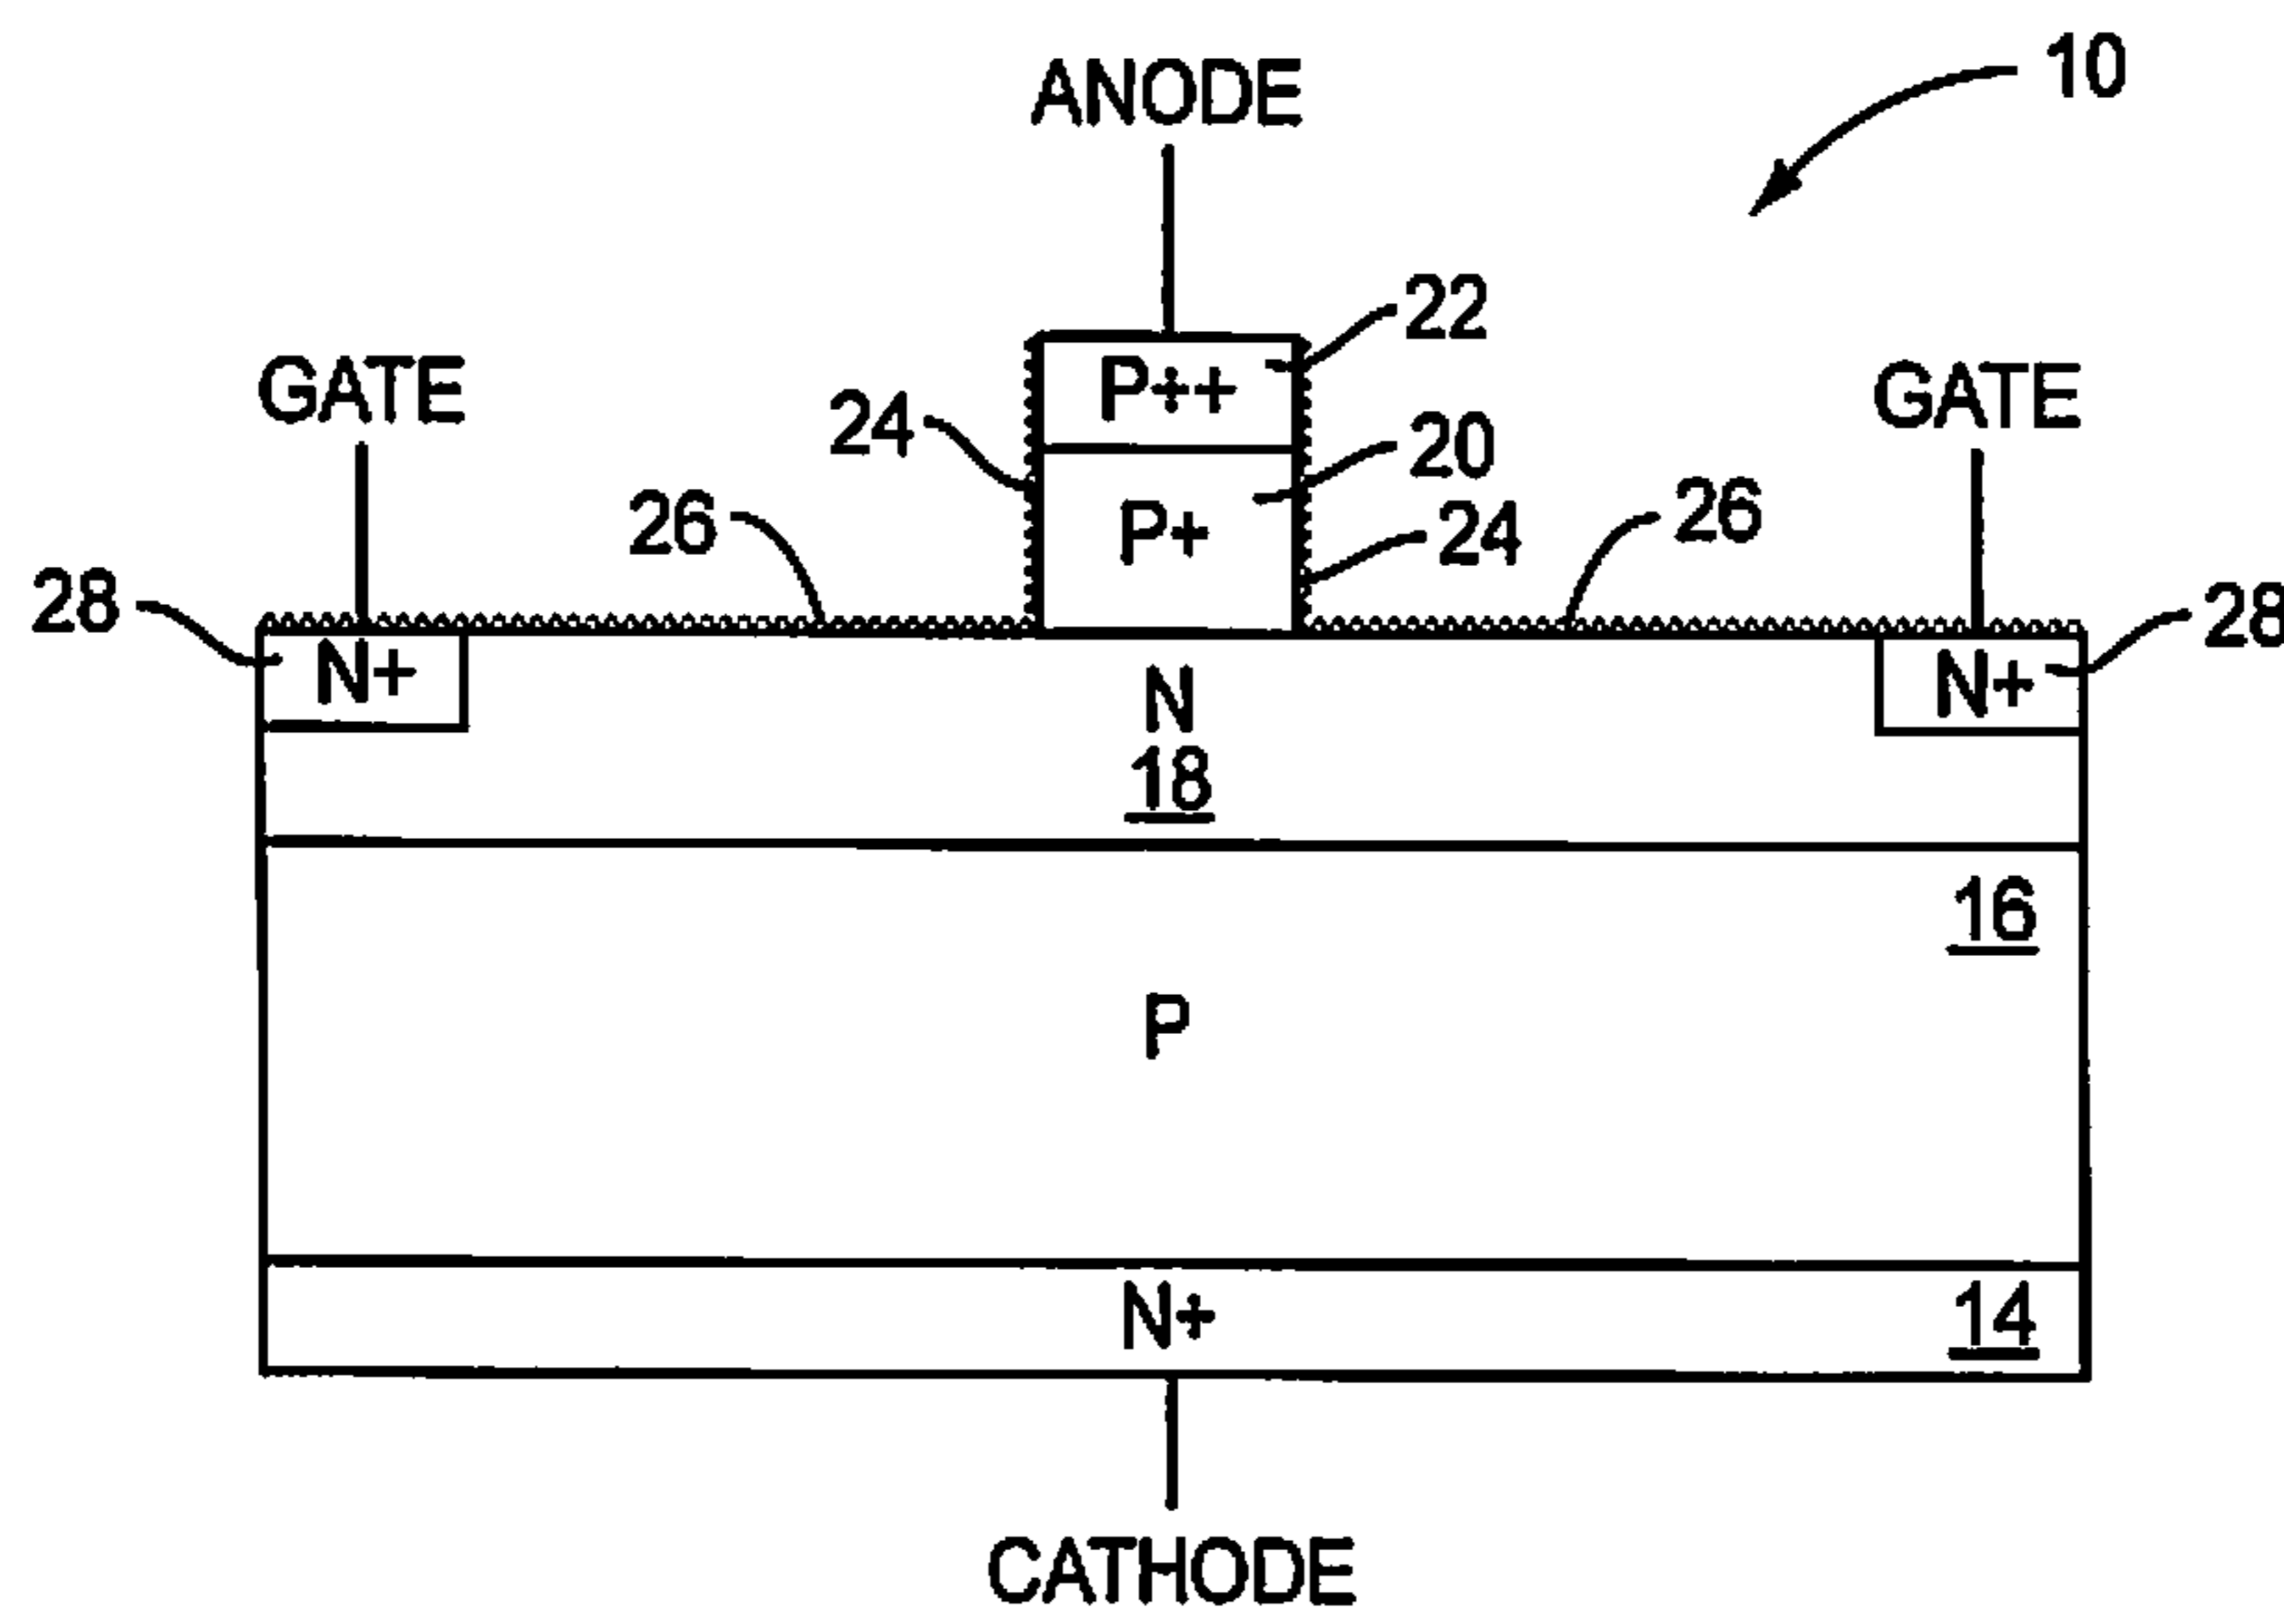 10
ANODE
22
GATE
P++
GATE
24
20
26
P+
24
26
28
28
N+
N
N+
18
16
P
N+
14
CATHODE